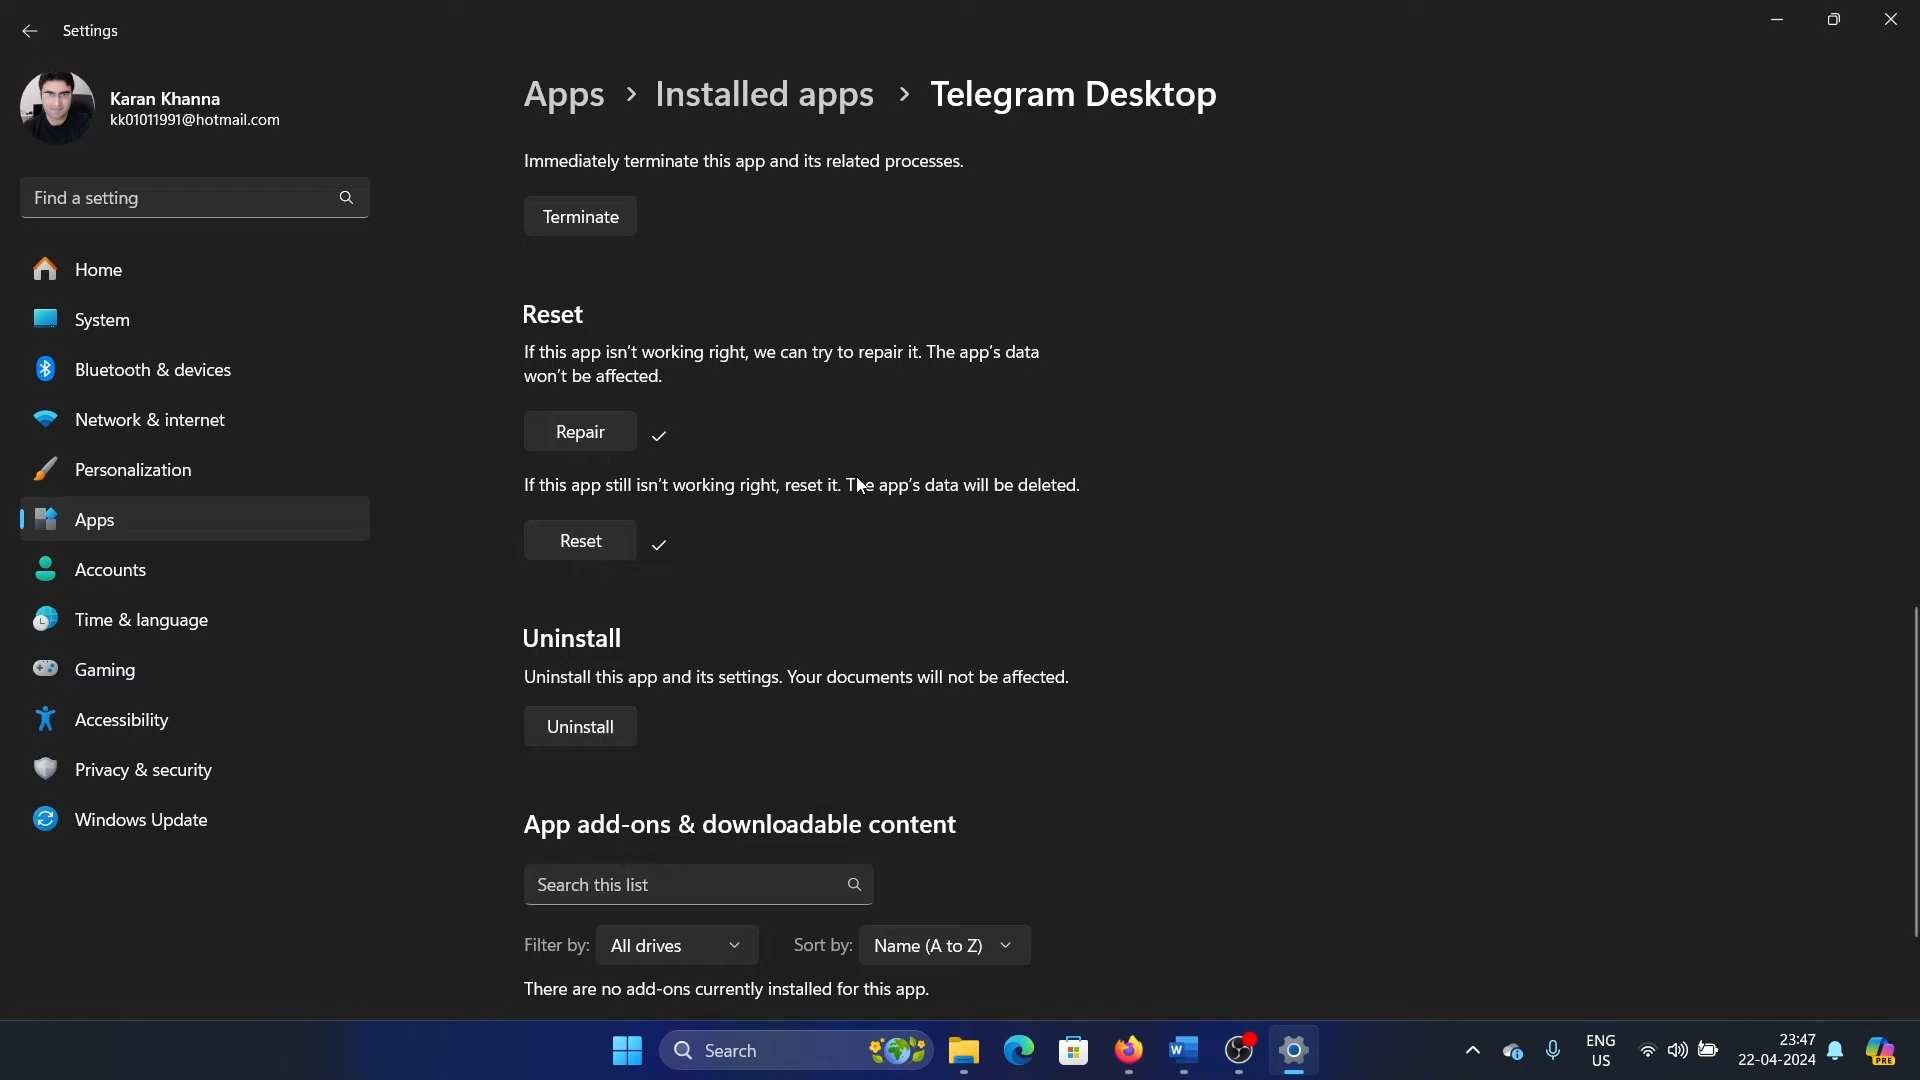 Settings
Karan Khanna
kk01011991@hotmail.com
Find a setting
Home
System
Bluetooth & devices
Network & internet
Personalization
Apps
Accounts
Time & language
Gaming
Accessibility
Privacy & security
Windows Update
Apps > Installed apps > Telegram Desktop
Immediately terminate this app and its related processes.
Terminate
Reset
If this app isn't working right, we can try to repair it. The app's data
won't be affected.
Repair
If this app still isn't working right, reset it. The app's data will be deleted.
Reset
Uninstall
Uninstall this app and its settings. Your documents will not be affected.
Uninstall
App add-ons & downloadable content
Search this list
Filter by: All drives Sort by: Name (A to Z)
There are no add-ons currently installed for this app.
Search
W
ENG
US
23:47
22-04-2024
PRE